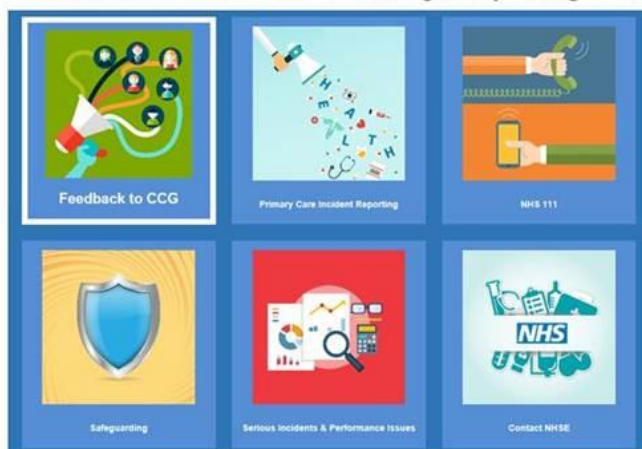 Feedback to CCG
HEALTH
Primary Care Incident Reporting
NHS 111
NHS
Safeguarding
Serious Incidents & Performance Issues
Contact NHSE